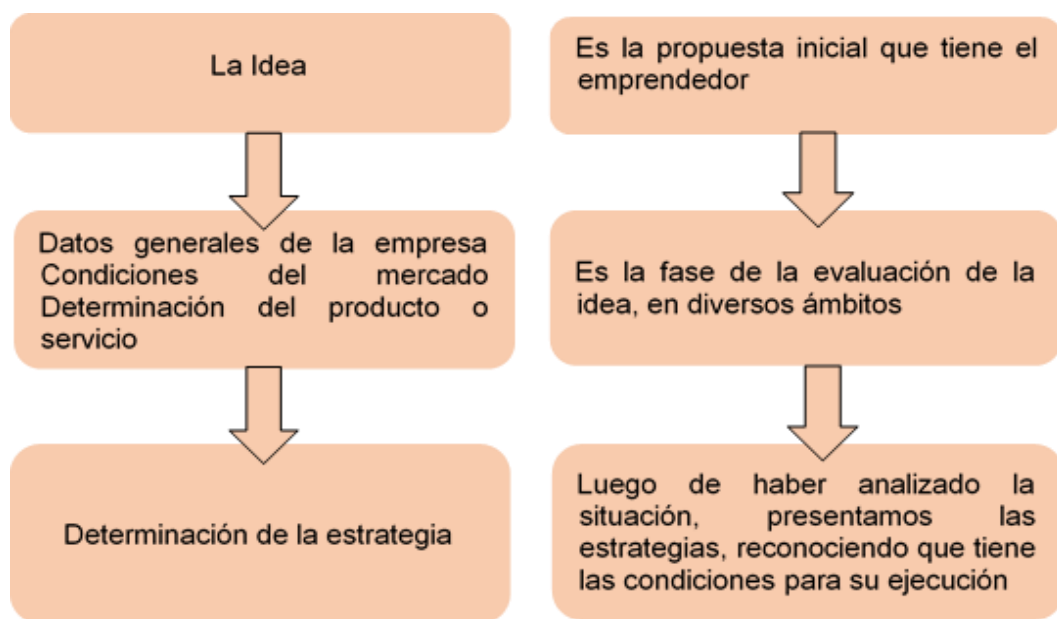 La Idea
Es la propuesta inicial que tiene el
emprendedor
Datos generales de la empresa
Condiciones del mercado
Determinación del producto o
servicio
Es la fase de la evaluación de la
idea, en diversos ámbitos
Determinación de la estrategia
Luego de haber analizado la
situación, presentamos las
estrategias, reconociendo que tiene
las condiciones para su ejecución